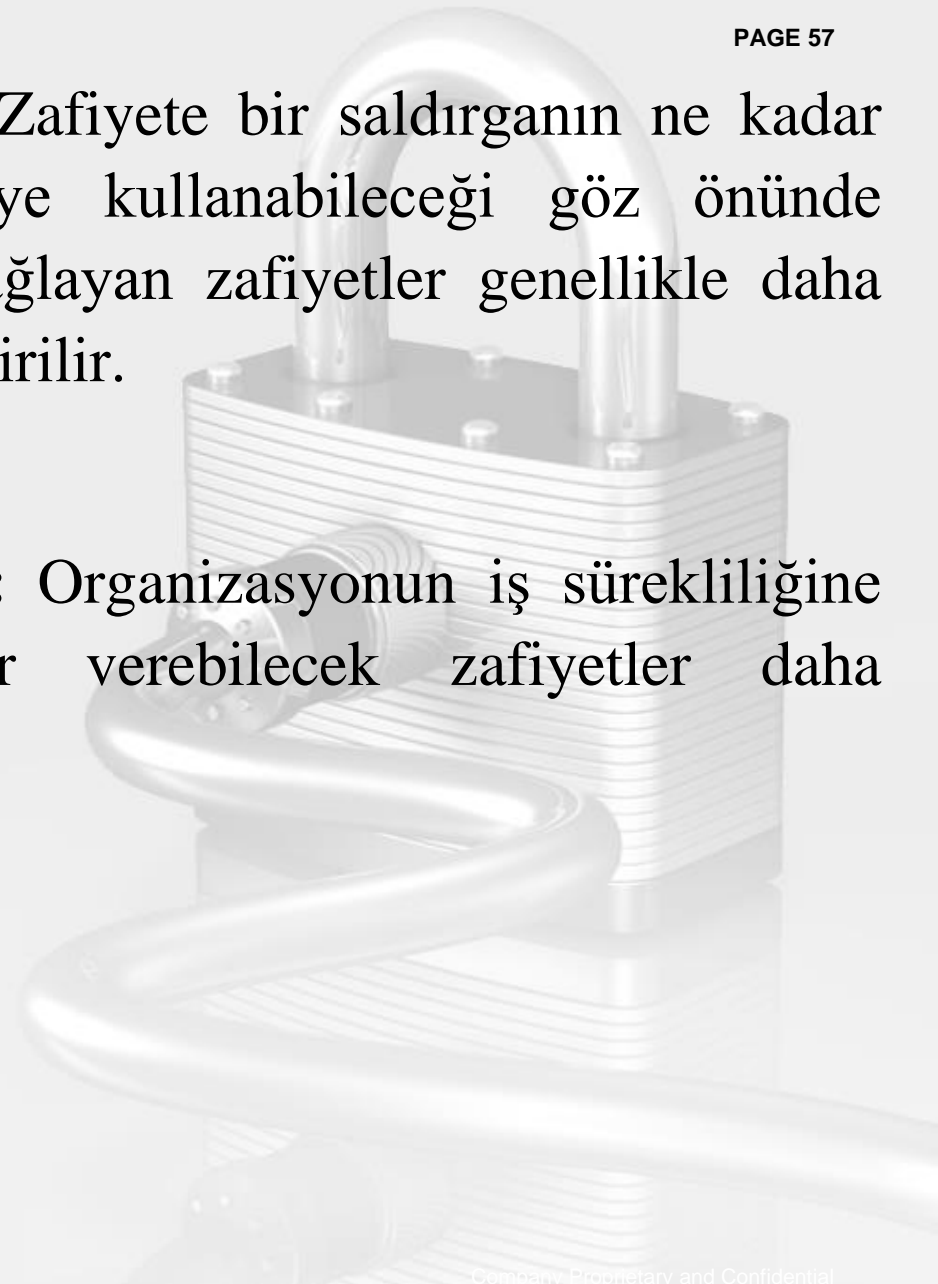 PAGE 57
Zafiyete bir saldırganın ne kadar
ye kullanabileceği göz önünde
ağlayan zafiyetler genellikle daha
irilir.
: Organizasyonun iş sürekliliğine
r verebilecek zafiyetler daha
Company Proprietary and Confidential